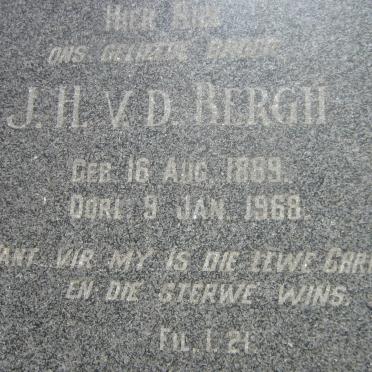 HIER RUS
ONS GELIEFDE
J. H. V. D. BERGH
GEB. 16 AUG. 1889.
OORL. 9 JAN. 1968.
WANT VIR MY IS DIE LEWE CHRI
EN DIE STERWE WINS.
FIL. 1. 21.